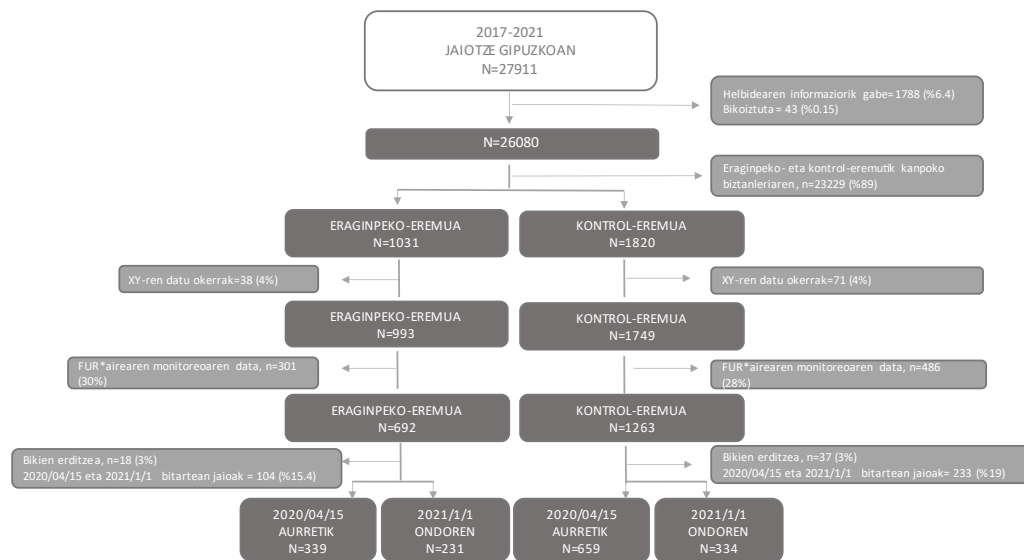 2017-2021
JAIOTZE GIPUZKOAN
N=27911
Helbidearen informaziorik gabe=1788 (%6.4)
Bikoiztuta = 43 (%0.15)
N=26080
Eraginpeko- eta kontrol-eremutik kanpoko
biztanleriaren, n=23229 (%89)
ERAGINPEKO-EREMUA
N=1031
KONTROL-EREMUA
N=1820
XY-ren datu okerrak=38 (4%)
XY-ren datu okerrak=71 (4%)
ERAGINPEKO-EREMUA
N=993
KONTROL-EREMUA
N=1749
FUR*airearen monitoreoaren data, n=301
(30%)
FUR*airearen monitoreoaren data, n=486
(28%)
ERAGINPEKO-EREMUA
N=692
KONTROL-EREMUA
N=1263
Bikien erditzea, n=18 (3%)
2020/04/15 eta 2021/1/1 bitartean jaioak = 104 (%15.4)
Bikien erditzea, n=37 (3%)
2020/04/15 eta 2021/1/1 bitartean jaioak= 233 (%19)
2020/04/15
AURRETIK
N=339
2021/1/1
ONDOREN
N=231
2020/04/15
AURRETIK
N=659
2021/1/1
ONDOREN
N=334